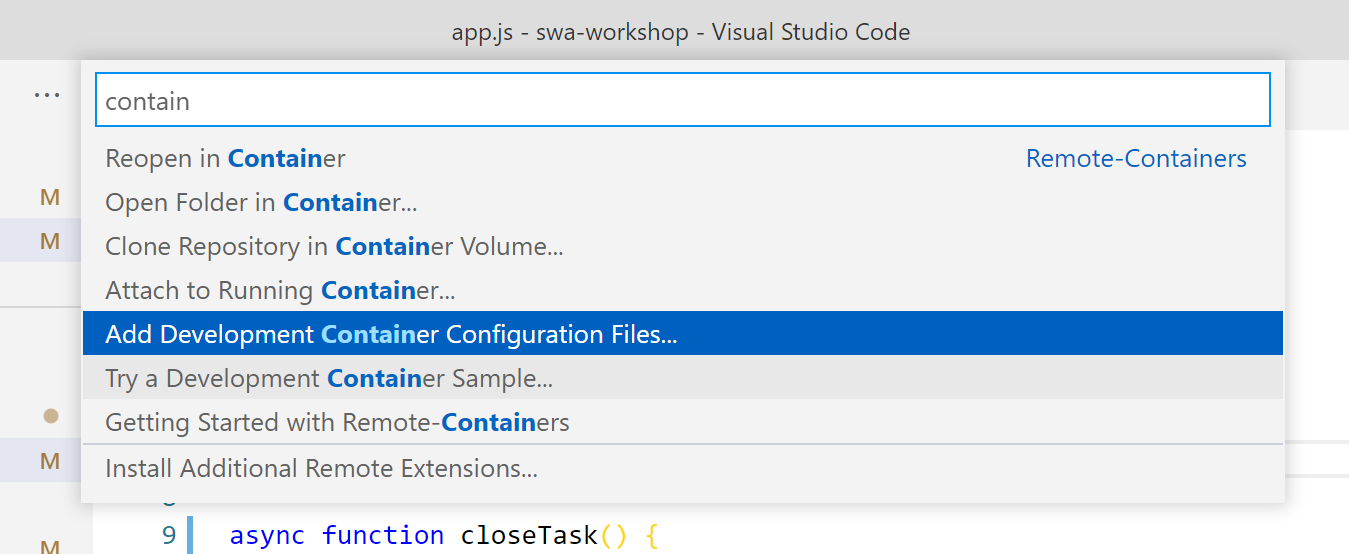 app.js - swa-workshop - Visual Studio Code
...
contain
Reopen in Container Remote-Containers
M
Open Folder in Container...
M
Clone Repository in Container Volume...
Attach to Running Container...
Add Development Container Configuration Files...
Try a Development Container Sample...
Getting Started with Remote-Containers
M
Install Additional Remote Extensions...
9 async function closeTask() {
M